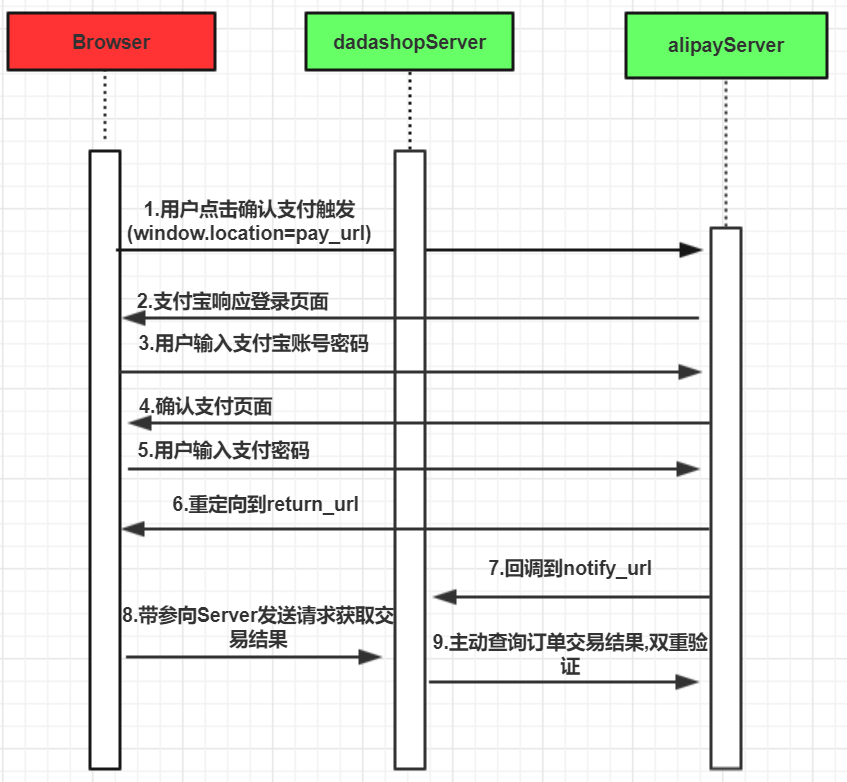 Browser
dadashopServer
alipayServer
1.用户点击确认支付触发
(window.location=pay_url)
2.支付宝响应登录页面
3.用户输入支付宝账号密码
4.确认支付页面
5.用户输入支付密码
6.重定向到return_url
7.回调到notify_url
8.带参向Server发送请求获取交
易结果
9.主动查询订单交易结果,双重验
证